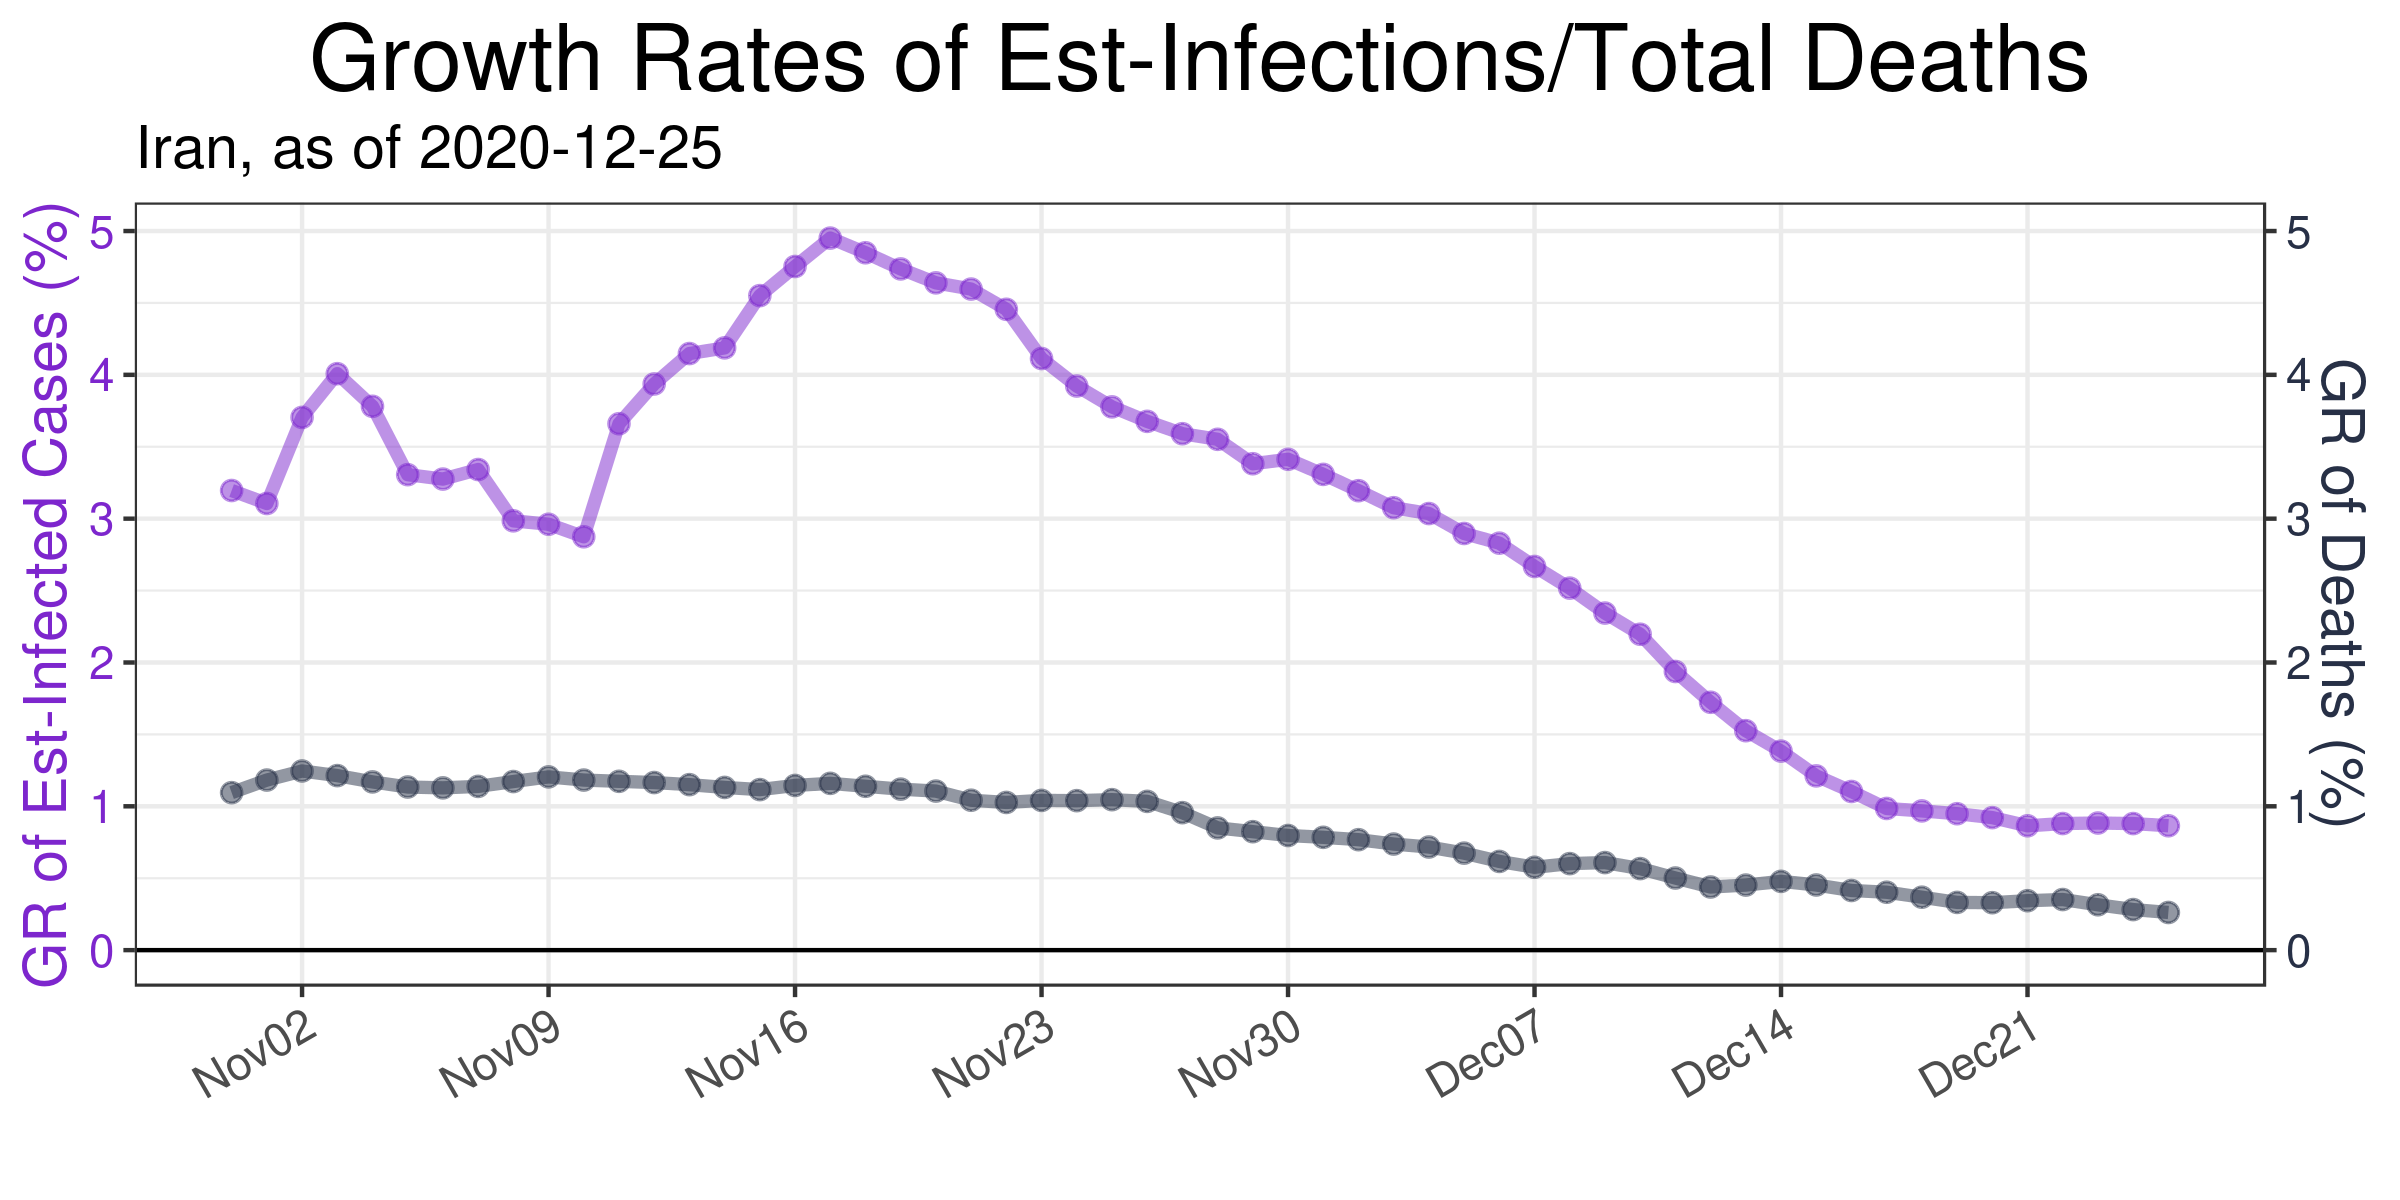 Growth Rates of Est-Infections/Total Deaths
Iran, as of 2020-12-25
GR of Est-Infected Cases (%)
5
4
3
2
1
0
5
4
3
2
1
0
GR of Deaths (%)
Nov02
Nov09
Nov16
Nov23
Nov30
Dec07
Dec14
Dec21